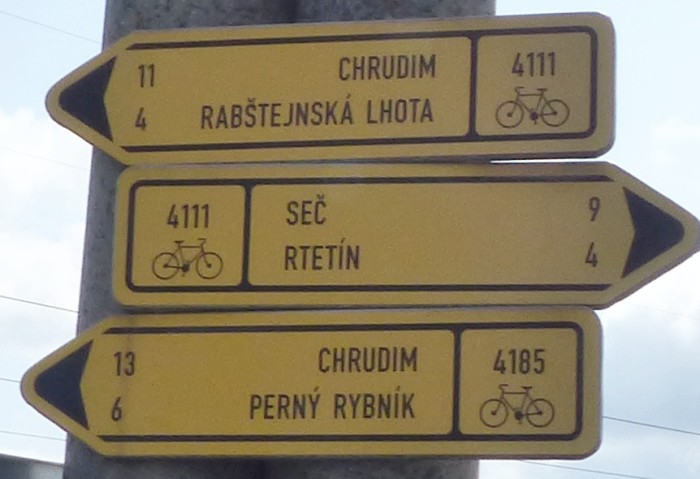 11 CHRUDIM 4111
4 RABŠTEJNSKÁ LHOTA
4111 SEČ 9
RTETÍN 4
13 CHRUDIM 4185
6 PERNÝ RYBNÍK